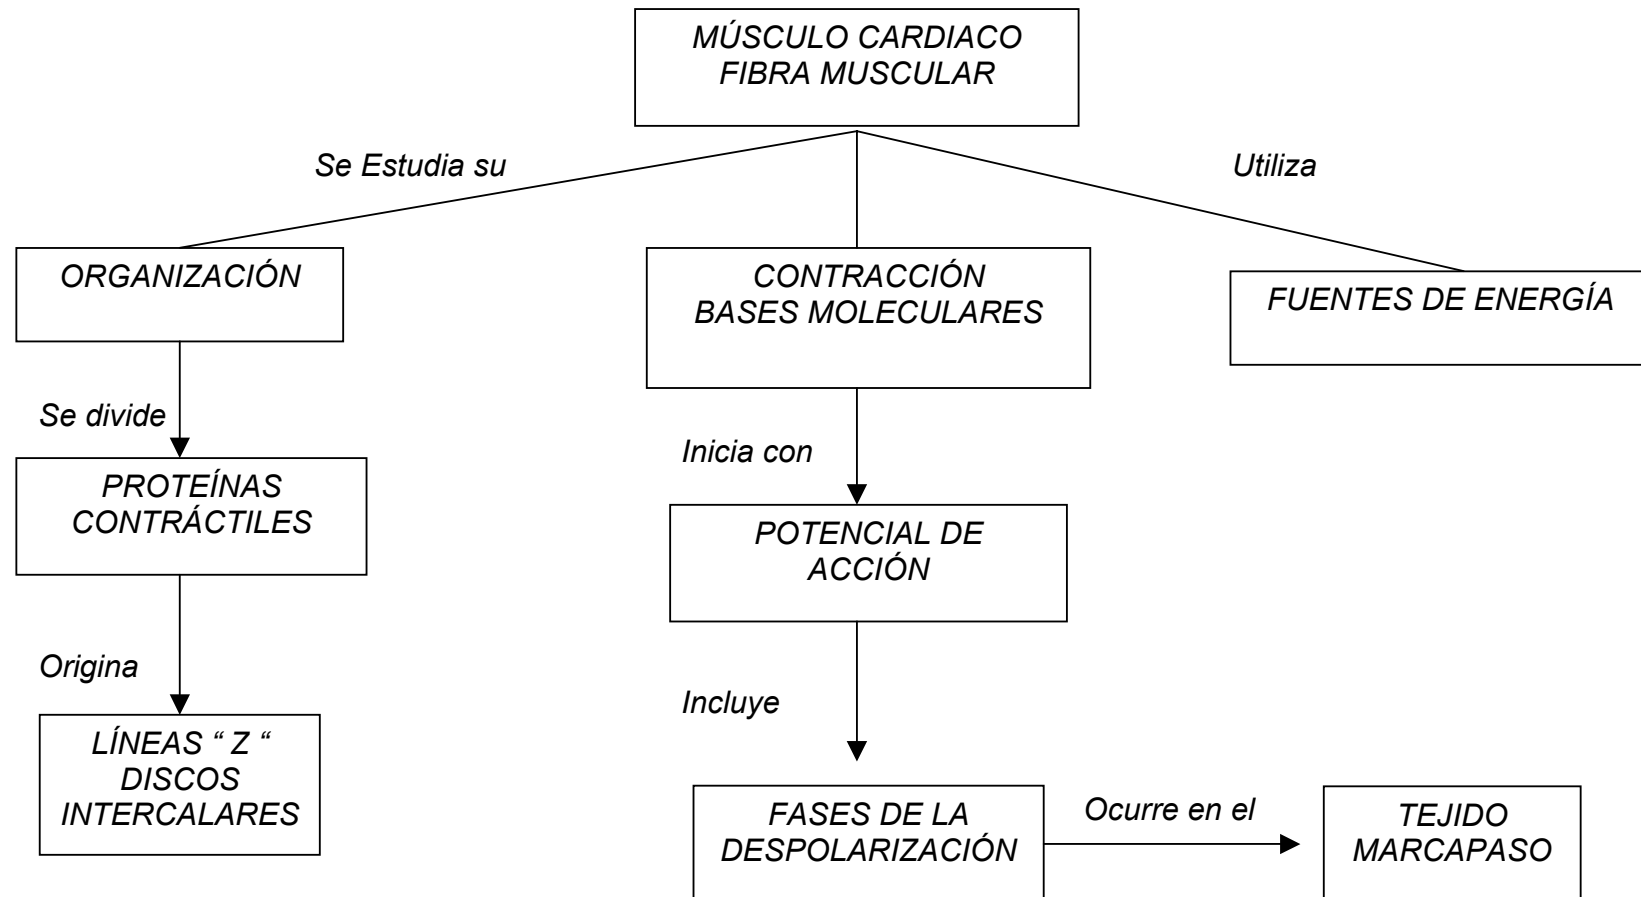 MÚSCULO CARDIACO
FIBRA MUSCULAR
Se Estudia su
Utiliza
ORGANIZACIÓN
CONTRACCIÓN
BASES MOLECULARES
FUENTES DE ENERGÍA
Se divide
Inicia con
PROTEÍNAS
CONTRÁCTILES
POTENCIAL DE
ACCIÓN
Origina
Incluye
LÍNEAS “ Z “
DISCOS
INTERCALARES
FASES DE LA
DESPOLARIZACIÓN
Ocurre en el
TEJIDO
MARCAPASO